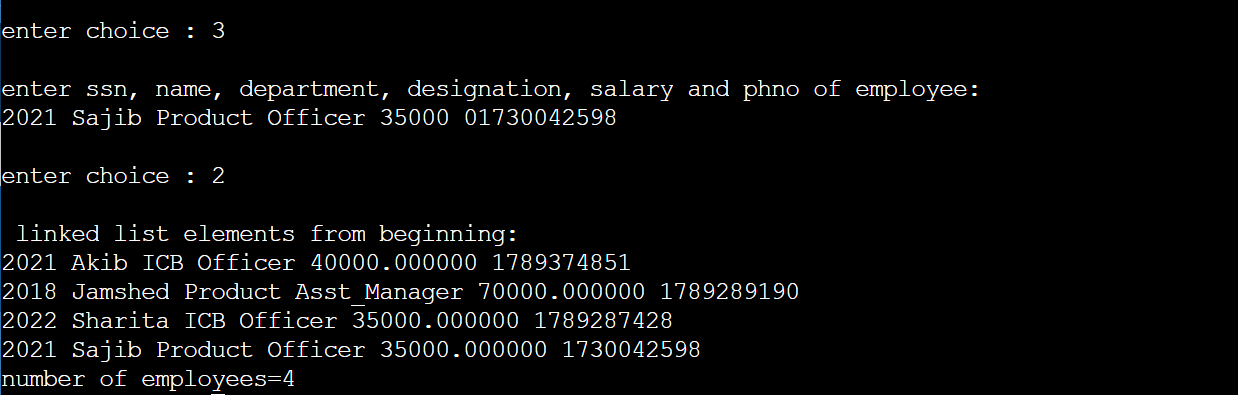 enter choice : 3
enter ssn, name, department, designation, salary and phno of employee:
2021 Sajib Product Officer 35000 01730042598
enter choice : 2
linked list elements from beginning:
2021 Akib ICB Officer 40000.000000 1789374851
2018 Jamshed Product Asst_Manager 70000.000000 1789289190
2022 Sharita ICB Officer 35000.000000 1789287428
2021 Sajib Product Officer 35000.000000 1730042598
number of employees=4